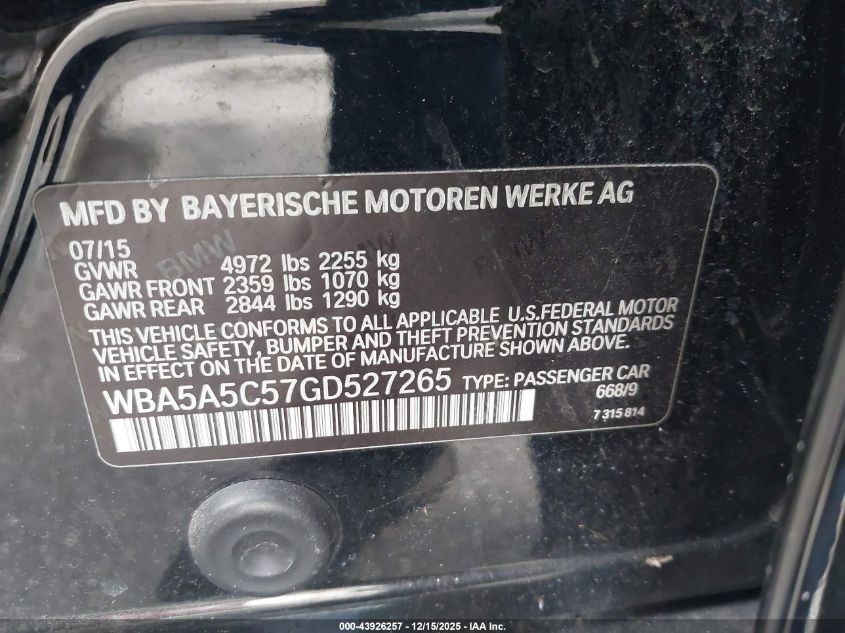 MFD BY BAYERISCHE MOTOREN WERKE AG
07/15
GVWR 4972 lbs 2255 kg
GAWR FRONT 2359 lbs 1070 kg
GAWR REAR 2844 lbs 1290 kg
THIS VEHICLE CONFORMS TO ALL APPLICABLE U.S.FEDERAL MOTOR
VEHICLE SAFETY, BUMPER AND THEFT PREVENTION STANDARDS
IN EFFECT ON THE DATE OF MANUFACTURE SHOWN ABOVE.
WBA5A5C57GD527265 TYPE: PASSENGER CAR
668/9
7 315 814
BMW
BMW
000-43926257 - 12/15/2025 - IAA Inc.